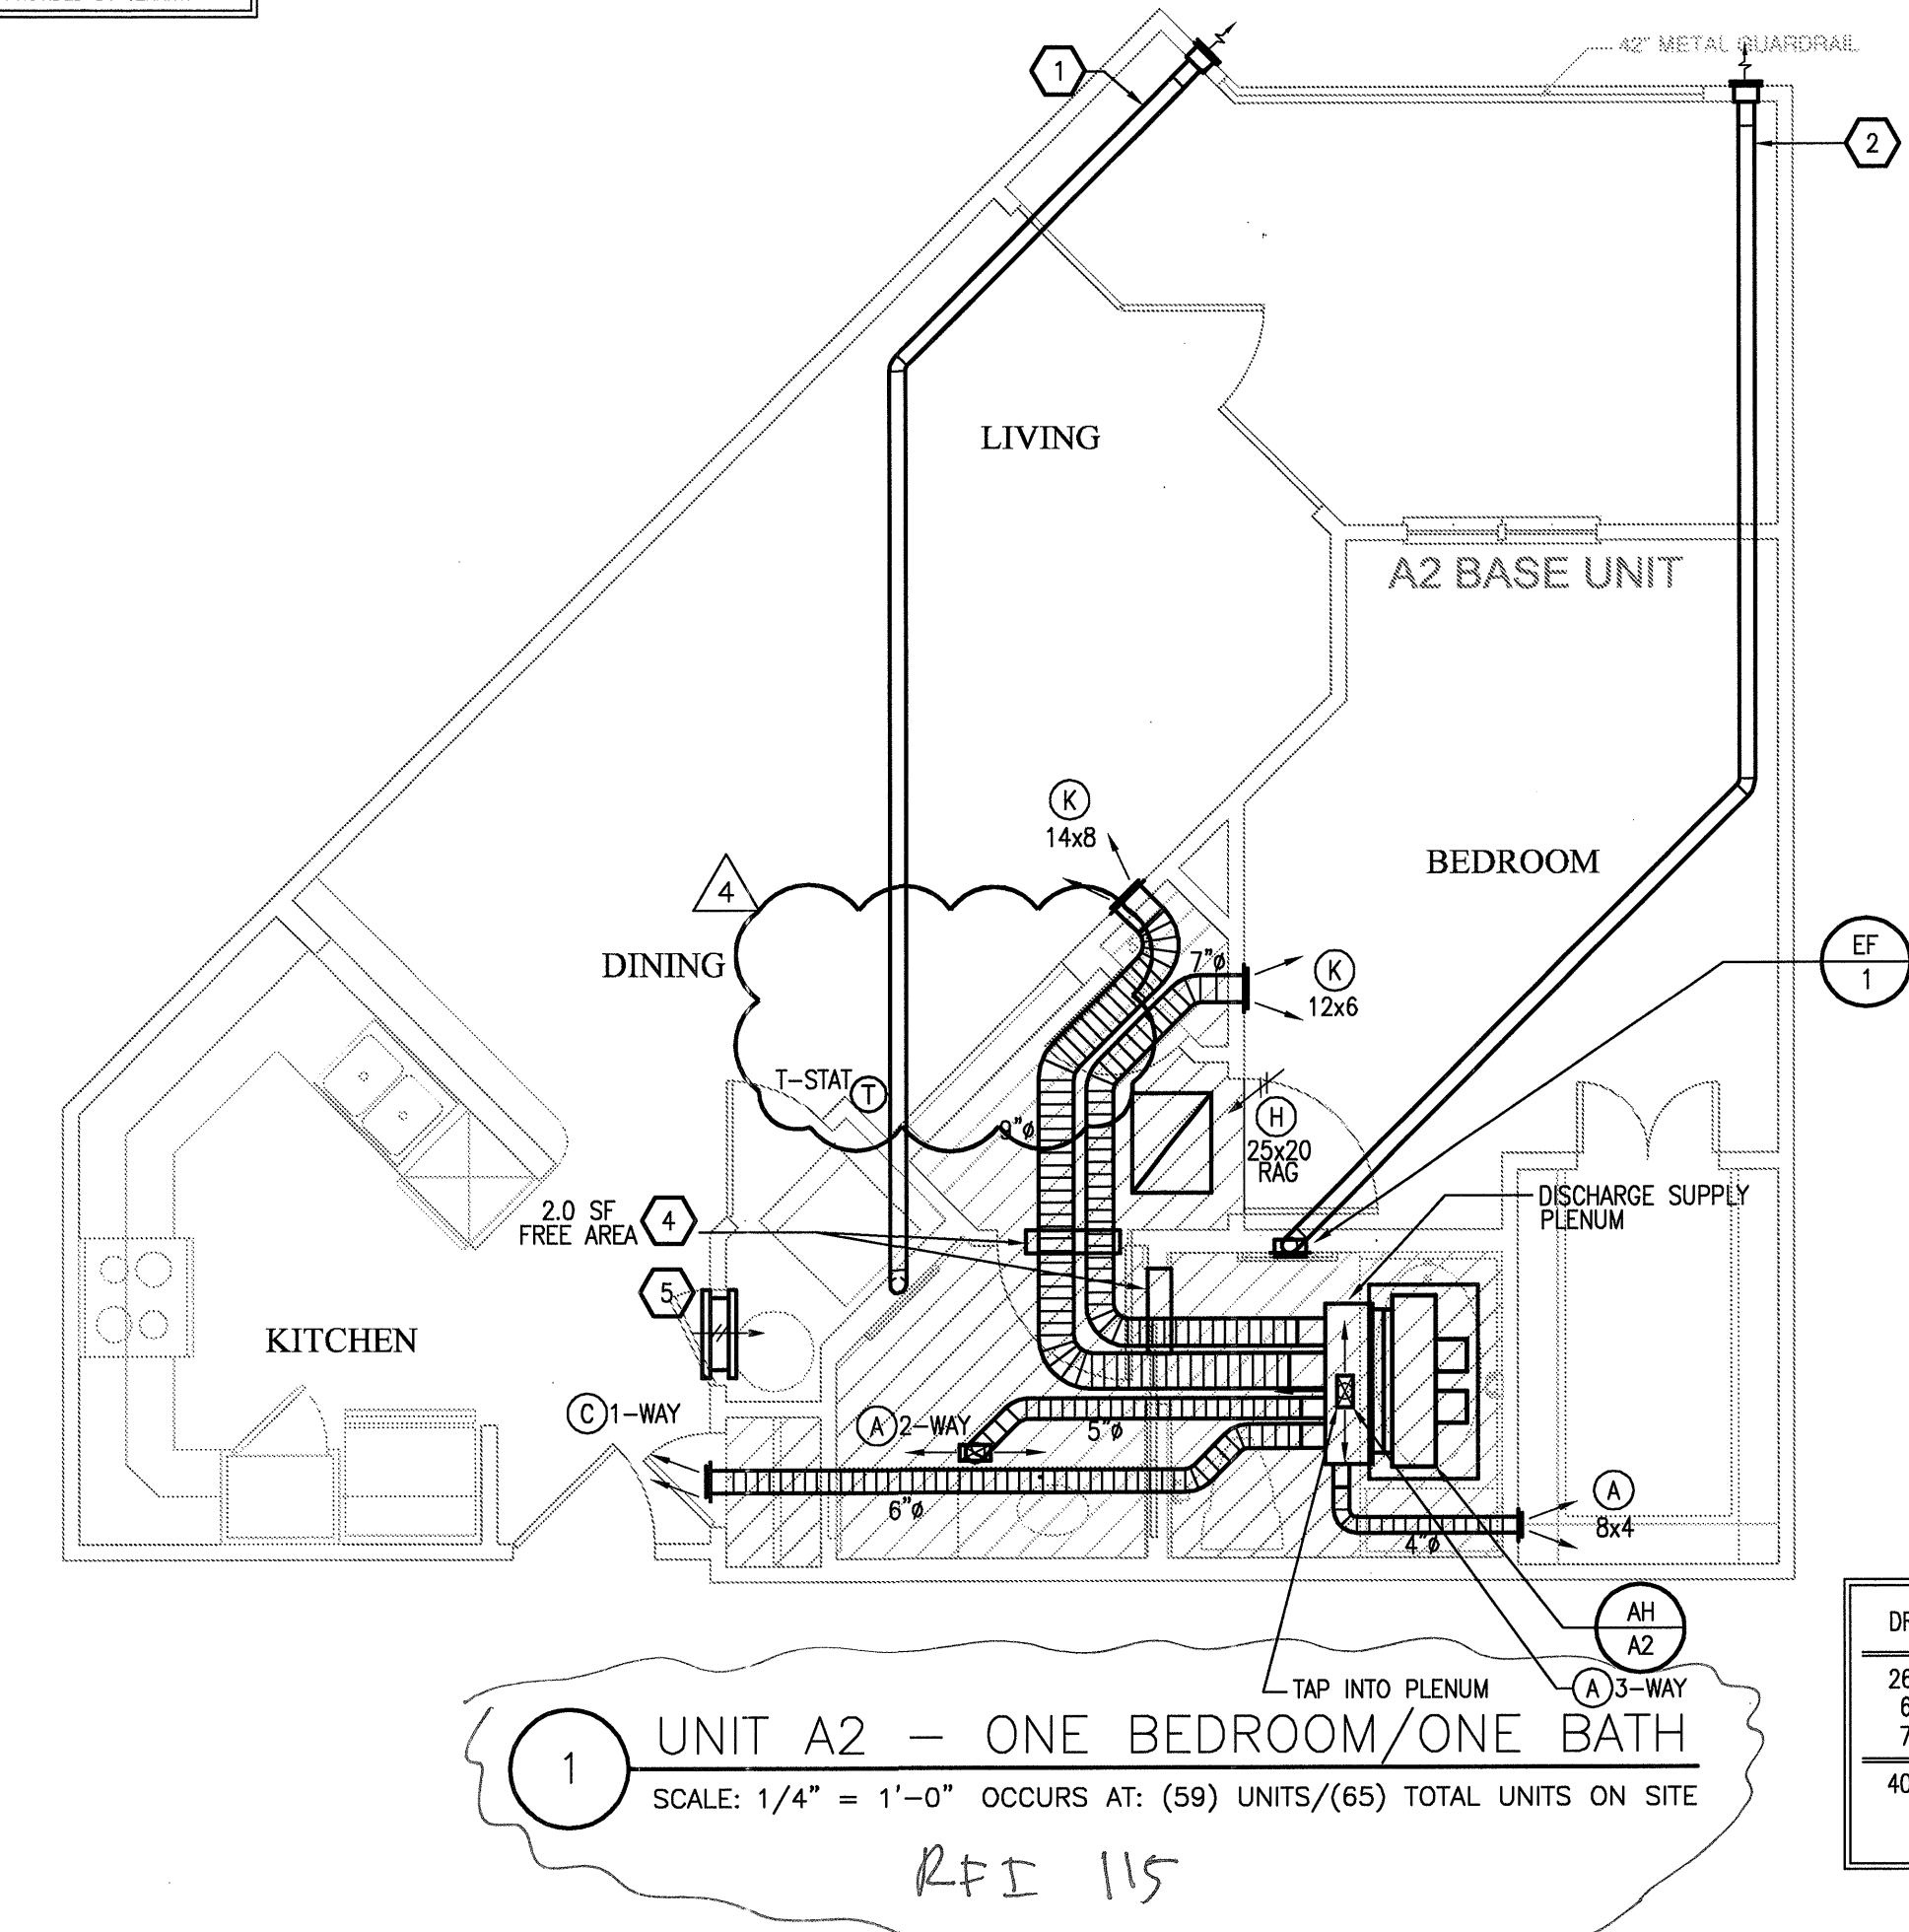 1
42" METAL GUARDRAIL
2
LIVING
A2 BASE UNIT
K
14x8
4
BEDROOM
DINING
7"ø
K
12x6
EF
1
T-STAT
T
9"ø
H
25x20
RAG
2.0 SF
FREE AREA
4
DISCHARGE SUPPLY
PLENUM
5
KITCHEN
C 1-WAY
A 2-WAY
5"ø
6"ø
4"ø
A
8x4
AH
A2
TAP INTO PLENUM
A 3-WAY
1
UNIT A2 – ONE BEDROOM/ONE BATH
SCALE: 1/4" = 1'-0" OCCURS AT: (59) UNITS/(65) TOTAL UNITS ON SITE
RFI 115